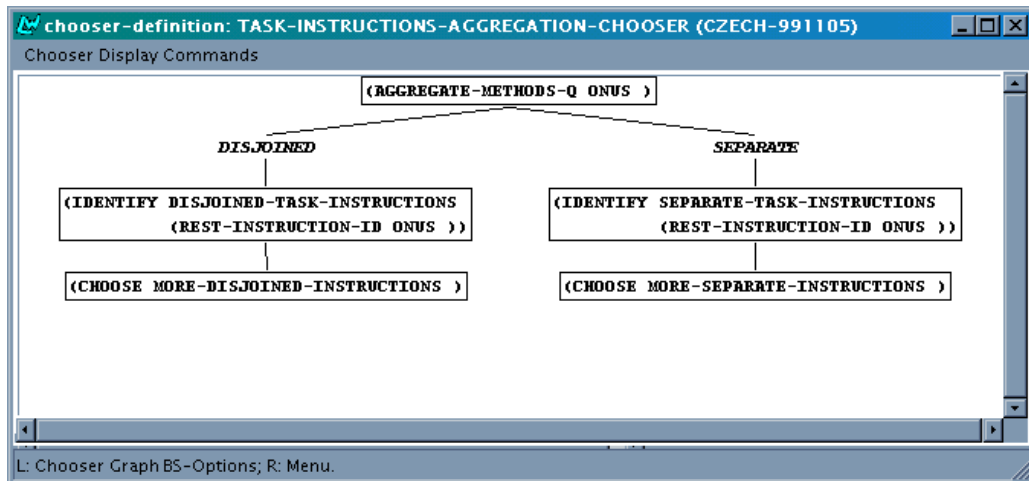 chooser-definition: TASK-INSTRUCTIONS-AGGREGATION-CHOOSER (CZECH-991105)
Chooser Display Commands
(AGGREGATE-METHODS-Q ONUS )
DISJOINED
SEPARATE
(IDENTIFY DISJOINED-TASK-INSTRUCTIONS
(REST-INSTRUCTION-ID ONUS ))
(IDENTIFY SEPARATE-TASK-INSTRUCTIONS
(REST-INSTRUCTION-ID ONUS ))
(CHOOSE MORE-DISJOINED-INSTRUCTIONS )
(CHOOSE MORE-SEPARATE-INSTRUCTIONS )
L: Chooser Graph BS-Options; R: Menu.